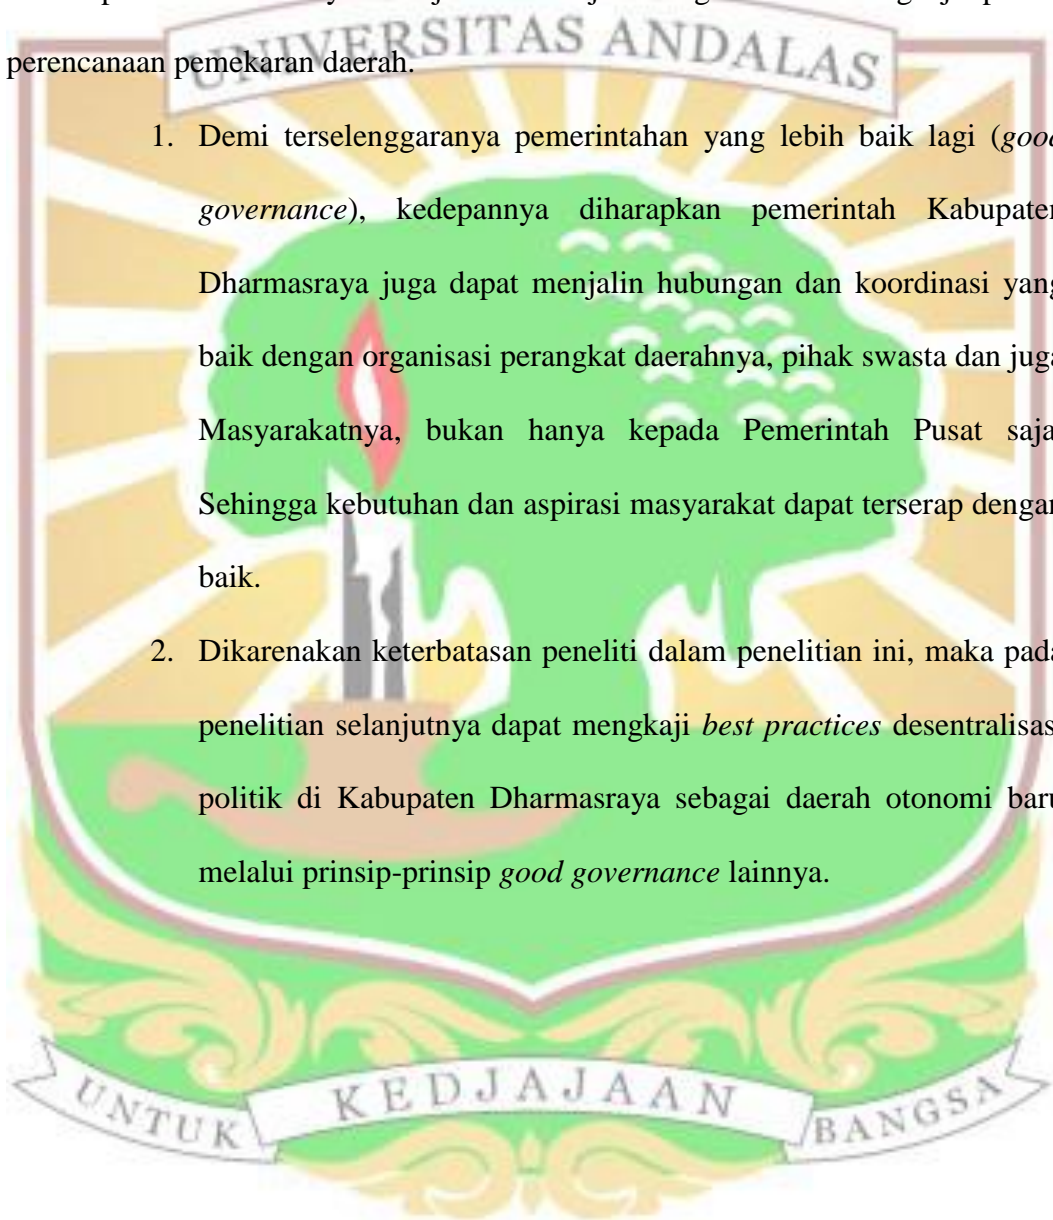 UNIVERSITAS ANDALAS
perencanaan pemekaran daerah.
1. Demi terselenggaranya pemerintahan yang lebih baik lagi (good
governance), kedepannya diharapkan pemerintah Kabupaten
Dharmasraya juga dapat menjalin hubungan dan koordinasi yang
baik dengan organisasi perangkat daerahnya, pihak swasta dan juga
Masyarakatnya, bukan hanya kepada Pemerintah Pusat saja.
Sehingga kebutuhan dan aspirasi masyarakat dapat terserap dengan
baik.
2. Dikarenakan keterbatasan peneliti dalam penelitian ini, maka pada
penelitian selanjutnya dapat mengkaji best practices desentralisasi
politik di Kabupaten Dharmasraya sebagai daerah otonomi baru
melalui prinsip-prinsip good governance lainnya.
UNTUK KEDJAJAAN BANGSA